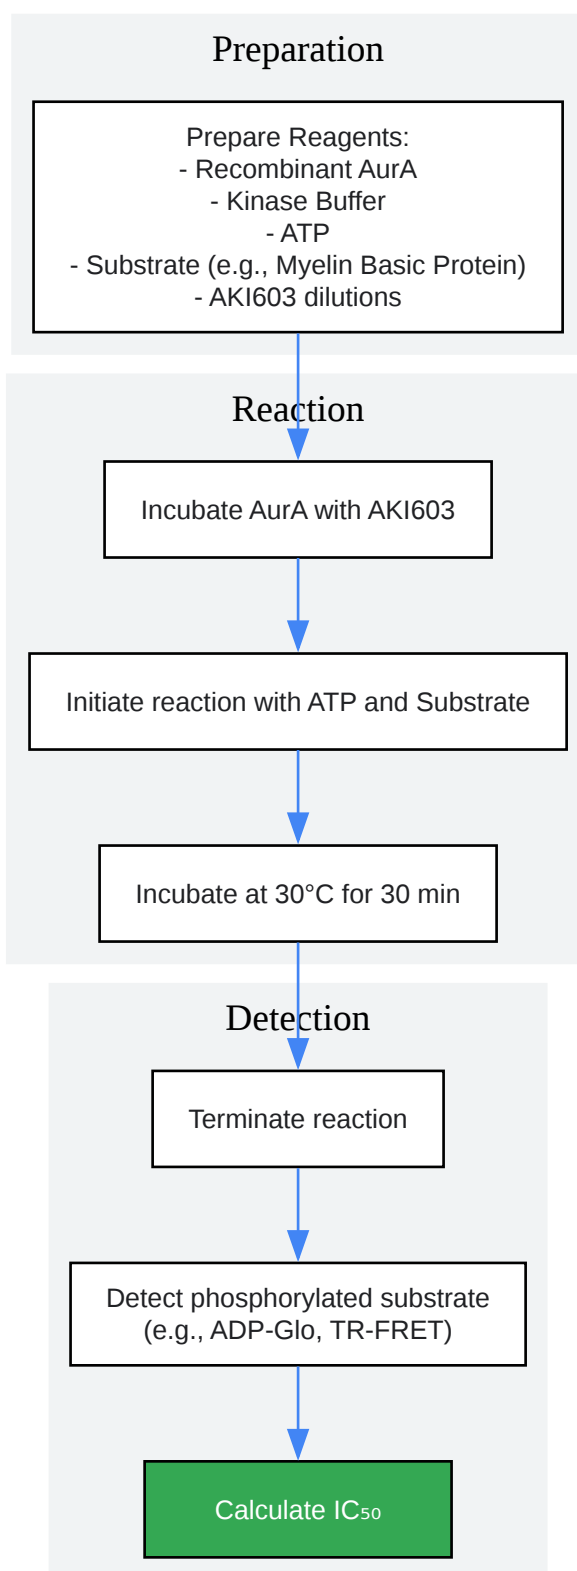 Preparation
Prepare Reagents:
- Recombinant AurA
- Kinase Buffer
- ATP
- Substrate (e.g., Myelin Basic Protein)
- AKI603 dilutions
Reaction
Incubate AurA with AKI603
Initiate reaction with ATP and Substrate
Incubate at 30°C for 30 min
Detection
Terminate reaction
Detect phosphorylated substrate
(e.g., ADP-Glo, TR-FRET)
Calculate IC₅₀